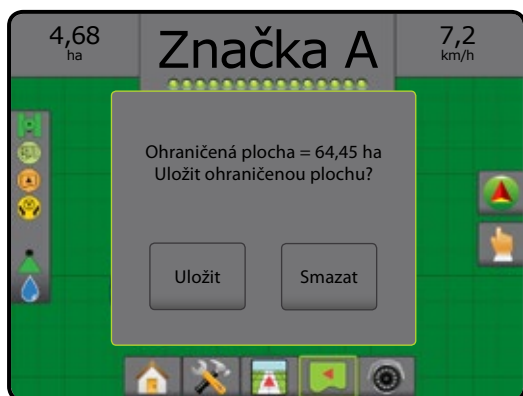 4,68
ha
Značka A
7,2
km/h
Ohraničená plocha = 64,45 ha
Uložit ohraničenou plochu?
Uložit
Smazat